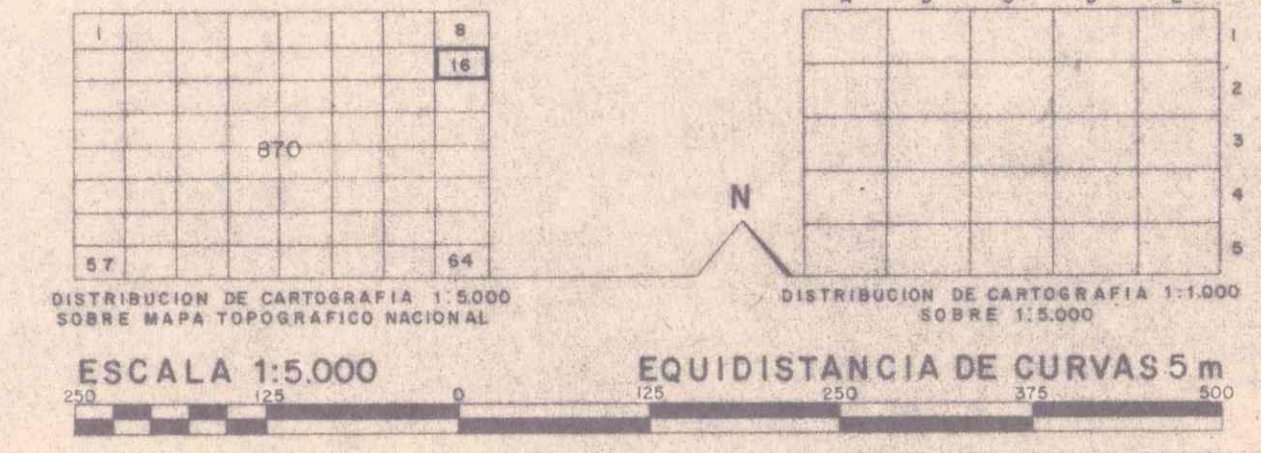 1 8
16
870
57 64
DISTRIBUCION DE CARTOGRAFIA 1:5.000
SOBRE MAPA TOPOGRAFICO NACIONAL
N
1
2
3
4
5
DISTRIBUCION DE CARTOGRAFIA 1:1.000
SOBRE 1:5.000
ESCALA 1:5.000
EQUIDISTANCIA DE CURVAS 5 m
250 125 0 125 250 375 500